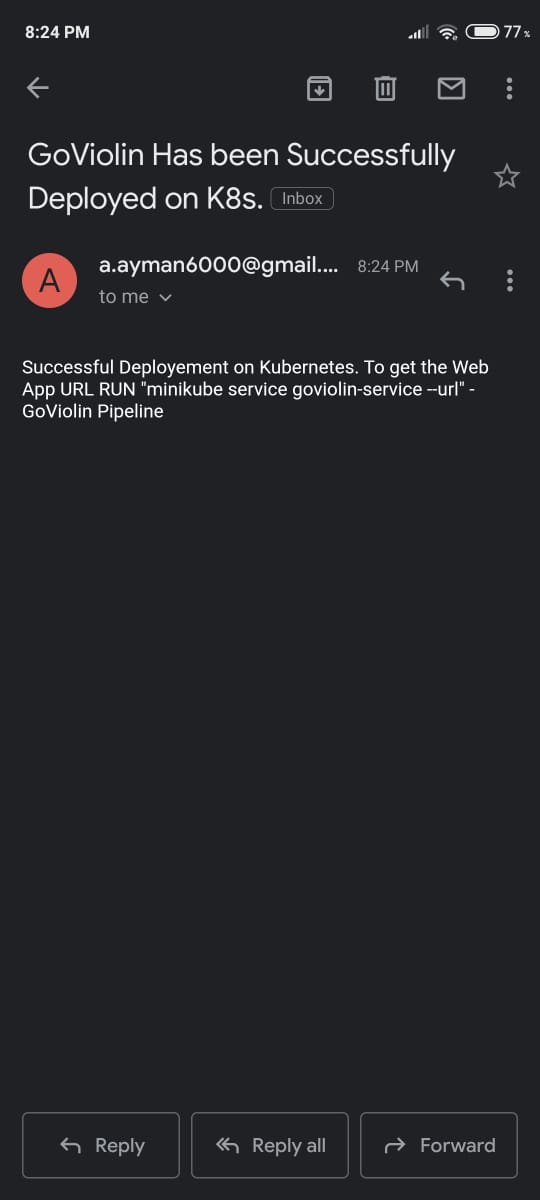 8:24 PM 77%
GoViolin Has been Successfully
Deployed on K8s. Inbox
A
a.ayman6000@gmail.... 8:24 PM
to me
Successful Deployement on Kubernetes. To get the Web
App URL RUN "minikube service goviolin-service --url" -
GoViolin Pipeline
Reply Reply all Forward